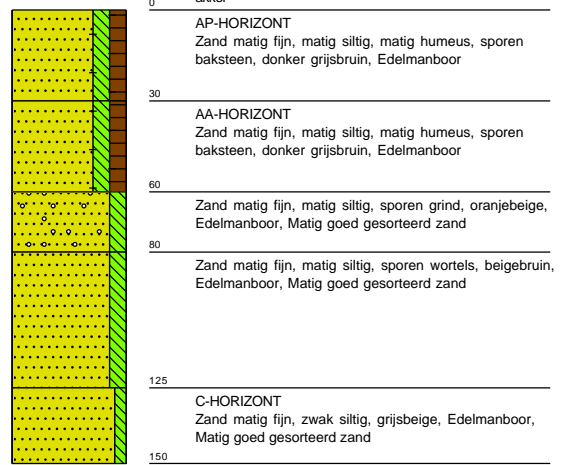 0
AP-HORIZONT
Zand matig fijn, matig siltig, matig humeus, sporen
baksteen, donker grijsbruin, Edelmanboor
30
AA-HORIZONT
Zand matig fijn, matig siltig, matig humeus, sporen
baksteen, donker grijsbruin, Edelmanboor
60
Zand matig fijn, matig siltig, sporen grind, oranjebeige,
Edelmanboor, Matig goed gesorteerd zand
80
Zand matig fijn, matig siltig, sporen wortels, beigebruin,
Edelmanboor, Matig goed gesorteerd zand
125
C-HORIZONT
Zand matig fijn, zwak siltig, grijsbeige, Edelmanboor,
Matig goed gesorteerd zand
150